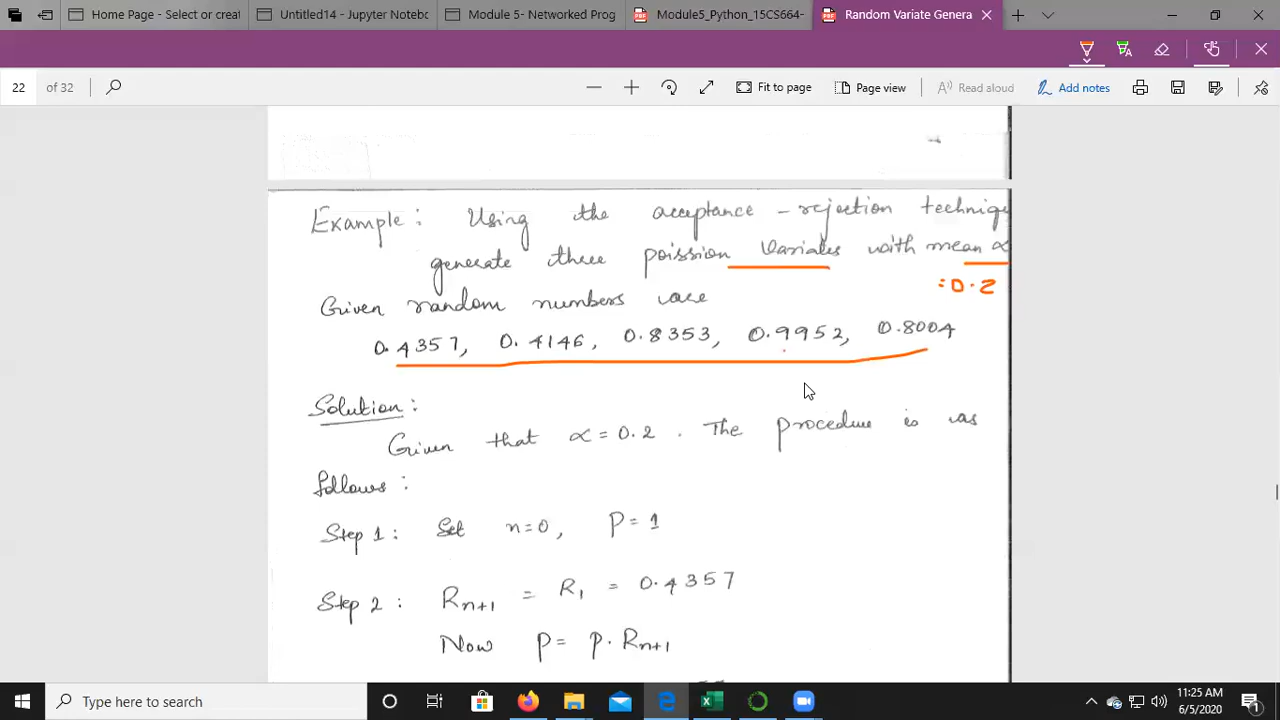 Home Page - Select or creat
Untitled14 - Jupyter Notebo
Module 5- Networked Prog
Module5_Python_15CS664-
Random Variate Genera
22 of 32
Fit to page
Page view
Read aloud
Add notes
Example: Using the acceptance - rejection techniqu
generate three poission variates with mean α
=0.2
Given random numbers are
0.4357, 0.4146, 0.8353, 0.9952, 0.8004
Solution:
Given that α = 0.2 . The procedure is as
follows:
Step 1: Set n=0, P=1
Step 2: Rn+1 = R1 = 0.4357
Now P= P. Rn+1
Type here to search
11:25 AM
6/5/2020
1